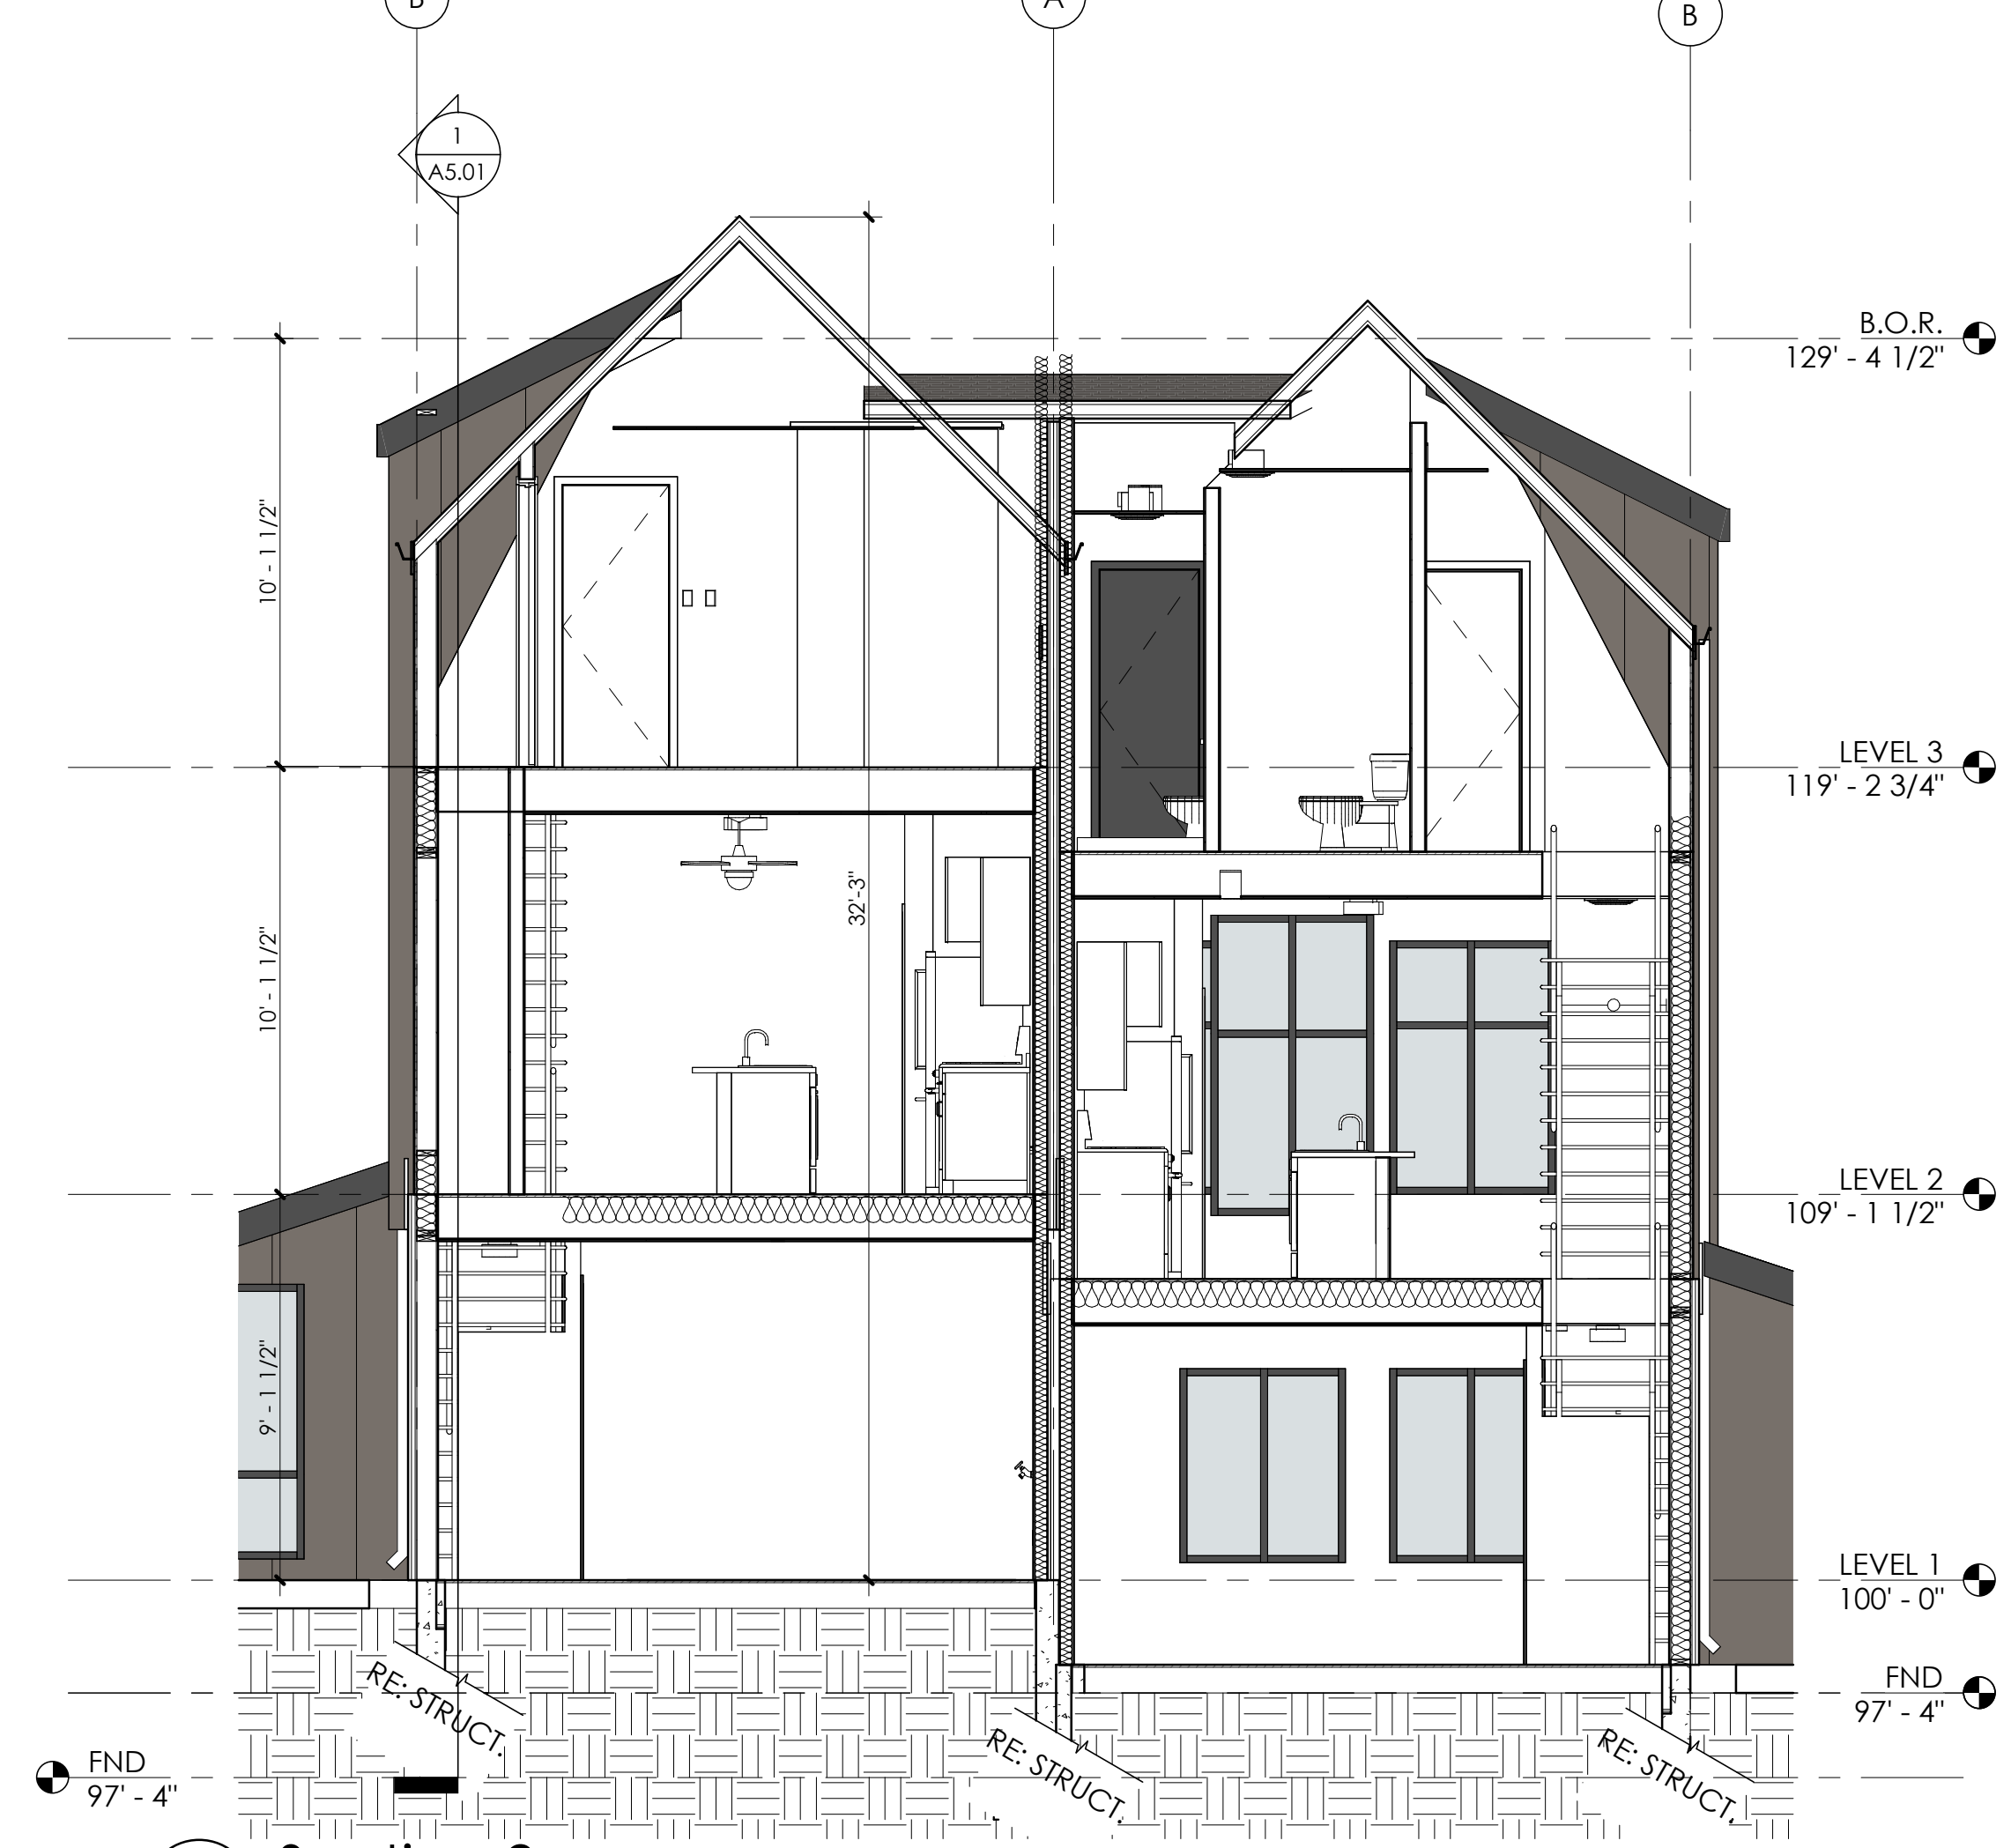 B
A
B
1
A5.01
B.O.R.
129' - 4 1/2"
10' - 1 1/2"
LEVEL 3
119' - 2 3/4"
32'-3"
10' - 1 1/2"
LEVEL 2
109' - 1 1/2"
9' - 1 1/2"
LEVEL 1
100' - 0"
RE: STRUCT.
RE: STRUCT.
RE: STRUCT.
FND
97' - 4"
FND
97' - 4"